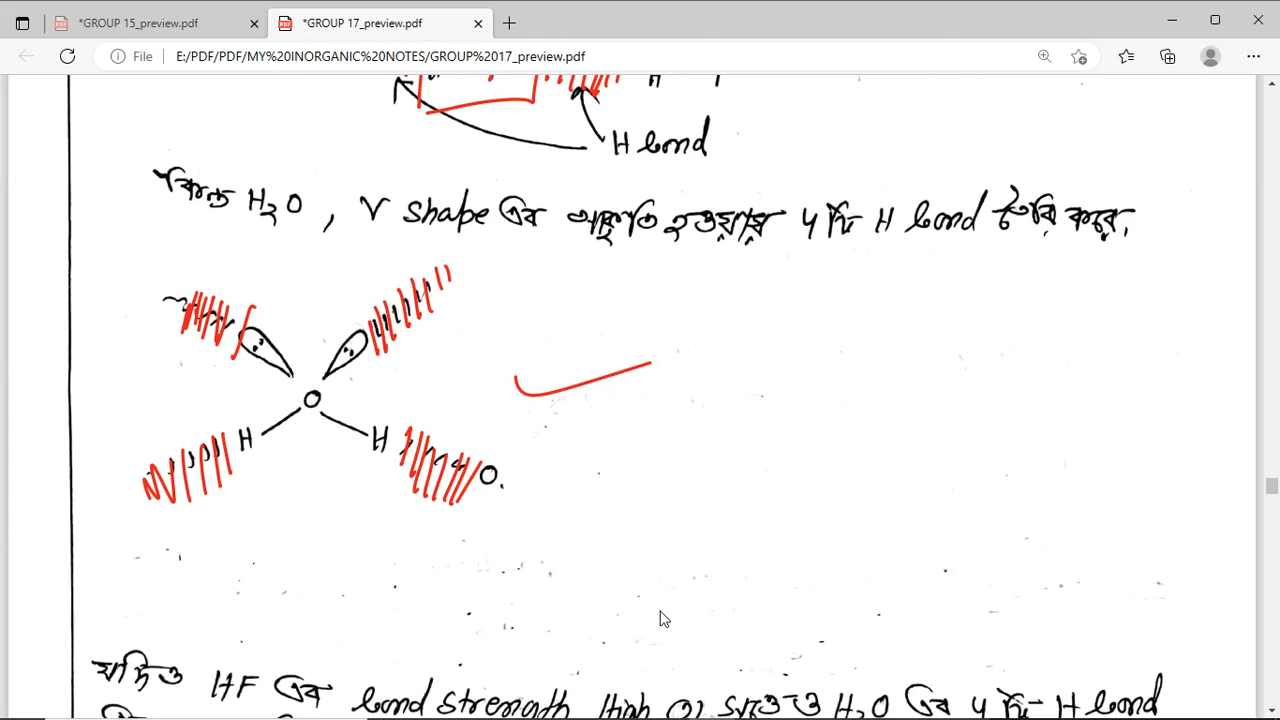 *GROUP 15_preview.pdf
*GROUP 17_preview.pdf
File
E:/PDF/PDF/MY%20INORGANIC%20NOTES/GROUP%2017_preview.pdf
H
H bond
কিন্তু H₂O, V shape এর আকৃতি হওয়ায় 4 টি H bond তৈরি করে,
O
H
H
O.
যদিও HF এর bond strength High H₂O এর 4 টি H bond